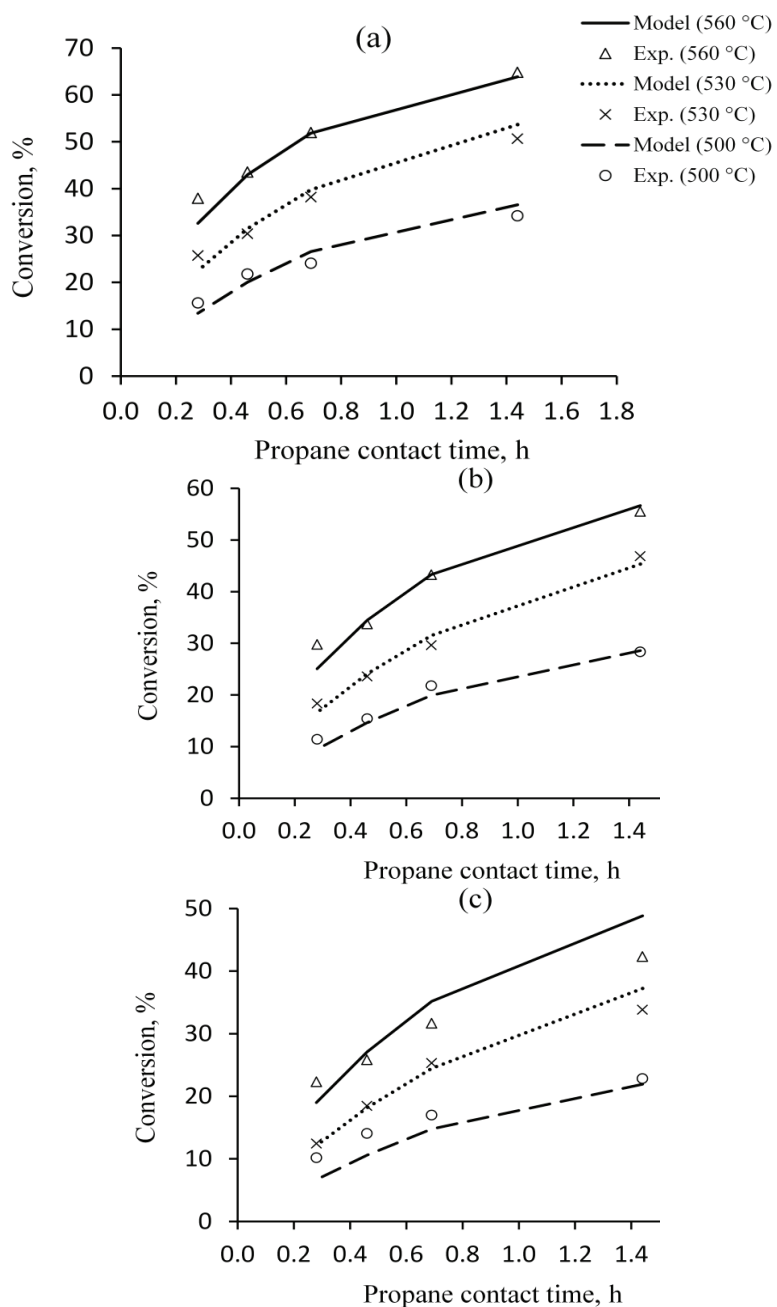 (a)
Model (560 °C)
Exp. (560 °C)
Model (530 °C)
Exp. (530 °C)
Model (500 °C)
Exp. (500 °C)
Conversion, %
70
60
50
40
30
20
10
0
0.0 0.2 0.4 0.6 0.8 1.0 1.2 1.4 1.6 1.8
Propane contact time, h
(b)
Conversion, %
60
50
40
30
20
10
0
0.0 0.2 0.4 0.6 0.8 1.0 1.2 1.4
Propane contact time, h
(c)
Conversion, %
50
40
30
20
10
0
0.0 0.2 0.4 0.6 0.8 1.0 1.2 1.4
Propane contact time, h